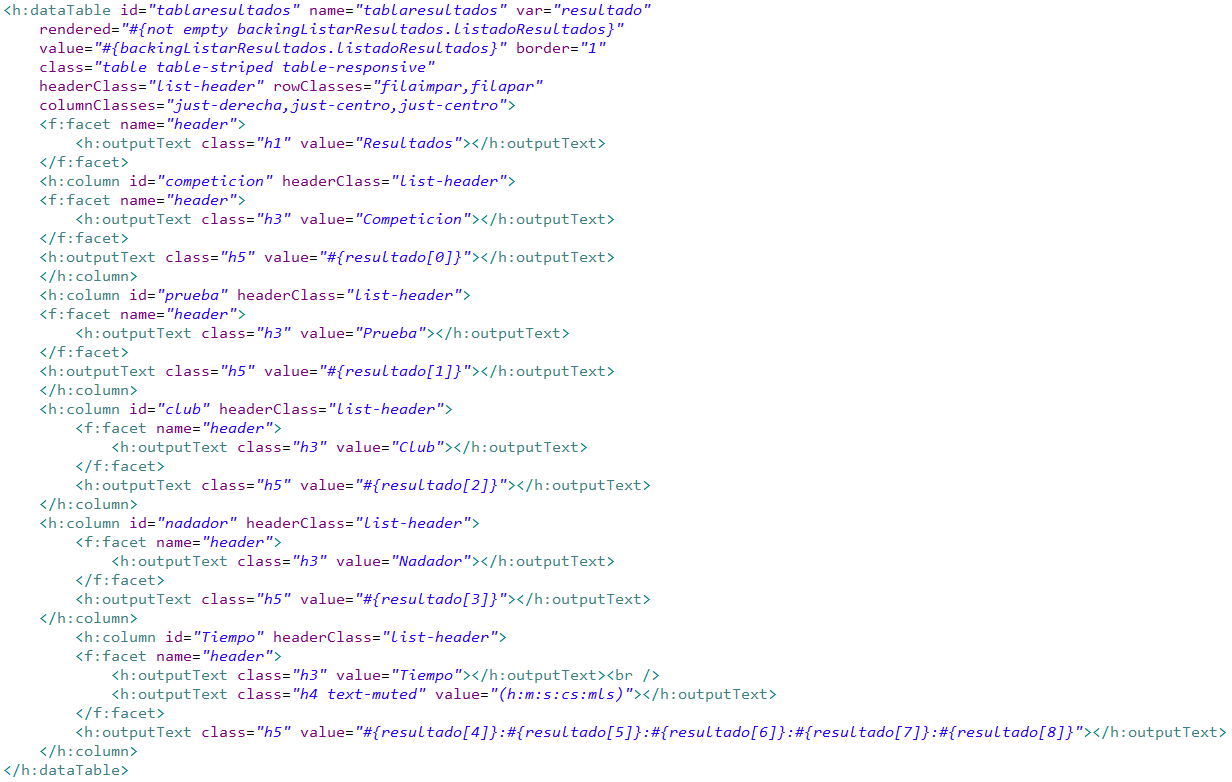 <h:dataTable id="tablaresultados" name="tablaresultados" var="resultado"
rendered="#{not empty backingListarResultados.listadoResultados}"
value="#{backingListarResultados.listadoResultados}" border="1"
class="table table-striped table-responsive"
headerClass="list-header" rowClasses="filaimpar,filapar"
columnClasses="just-derecha,just-centro,just-centro">
<f:facet name="header">
<h:outputText class="h1" value="Resultados"></h:outputText>
</f:facet>
<h:column id="competicion" headerClass="list-header">
<f:facet name="header">
<h:outputText class="h3" value="Competicion"></h:outputText>
</f:facet>
<h:outputText class="h5" value="#{resultado[0]}"></h:outputText>
</h:column>
<h:column id="prueba" headerClass="list-header">
<f:facet name="header">
<h:outputText class="h3" value="Prueba"></h:outputText>
</f:facet>
<h:outputText class="h5" value="#{resultado[1]}"></h:outputText>
</h:column>
<h:column id="club" headerClass="list-header">
<f:facet name="header">
<h:outputText class="h3" value="Club"></h:outputText>
</f:facet>
<h:outputText class="h5" value="#{resultado[2]}"></h:outputText>
</h:column>
<h:column id="nadador" headerClass="list-header">
<f:facet name="header">
<h:outputText class="h3" value="Nadador"></h:outputText>
</f:facet>
<h:outputText class="h5" value="#{resultado[3]}"></h:outputText>
</h:column>
<h:column id="Tiempo" headerClass="list-header">
<f:facet name="header">
<h:outputText class="h3" value="Tiempo"></h:outputText><br />
<h:outputText class="h4 text-muted" value="(h:m:s:cs:mls)"></h:outputText>
</f:facet>
<h:outputText class="h5" value="#{resultado[4]}:#{resultado[5]}:#{resultado[6]}:#{resultado[7]}:#{resultado[8]}"></h:outputText>
</h:column>
</h:dataTable>